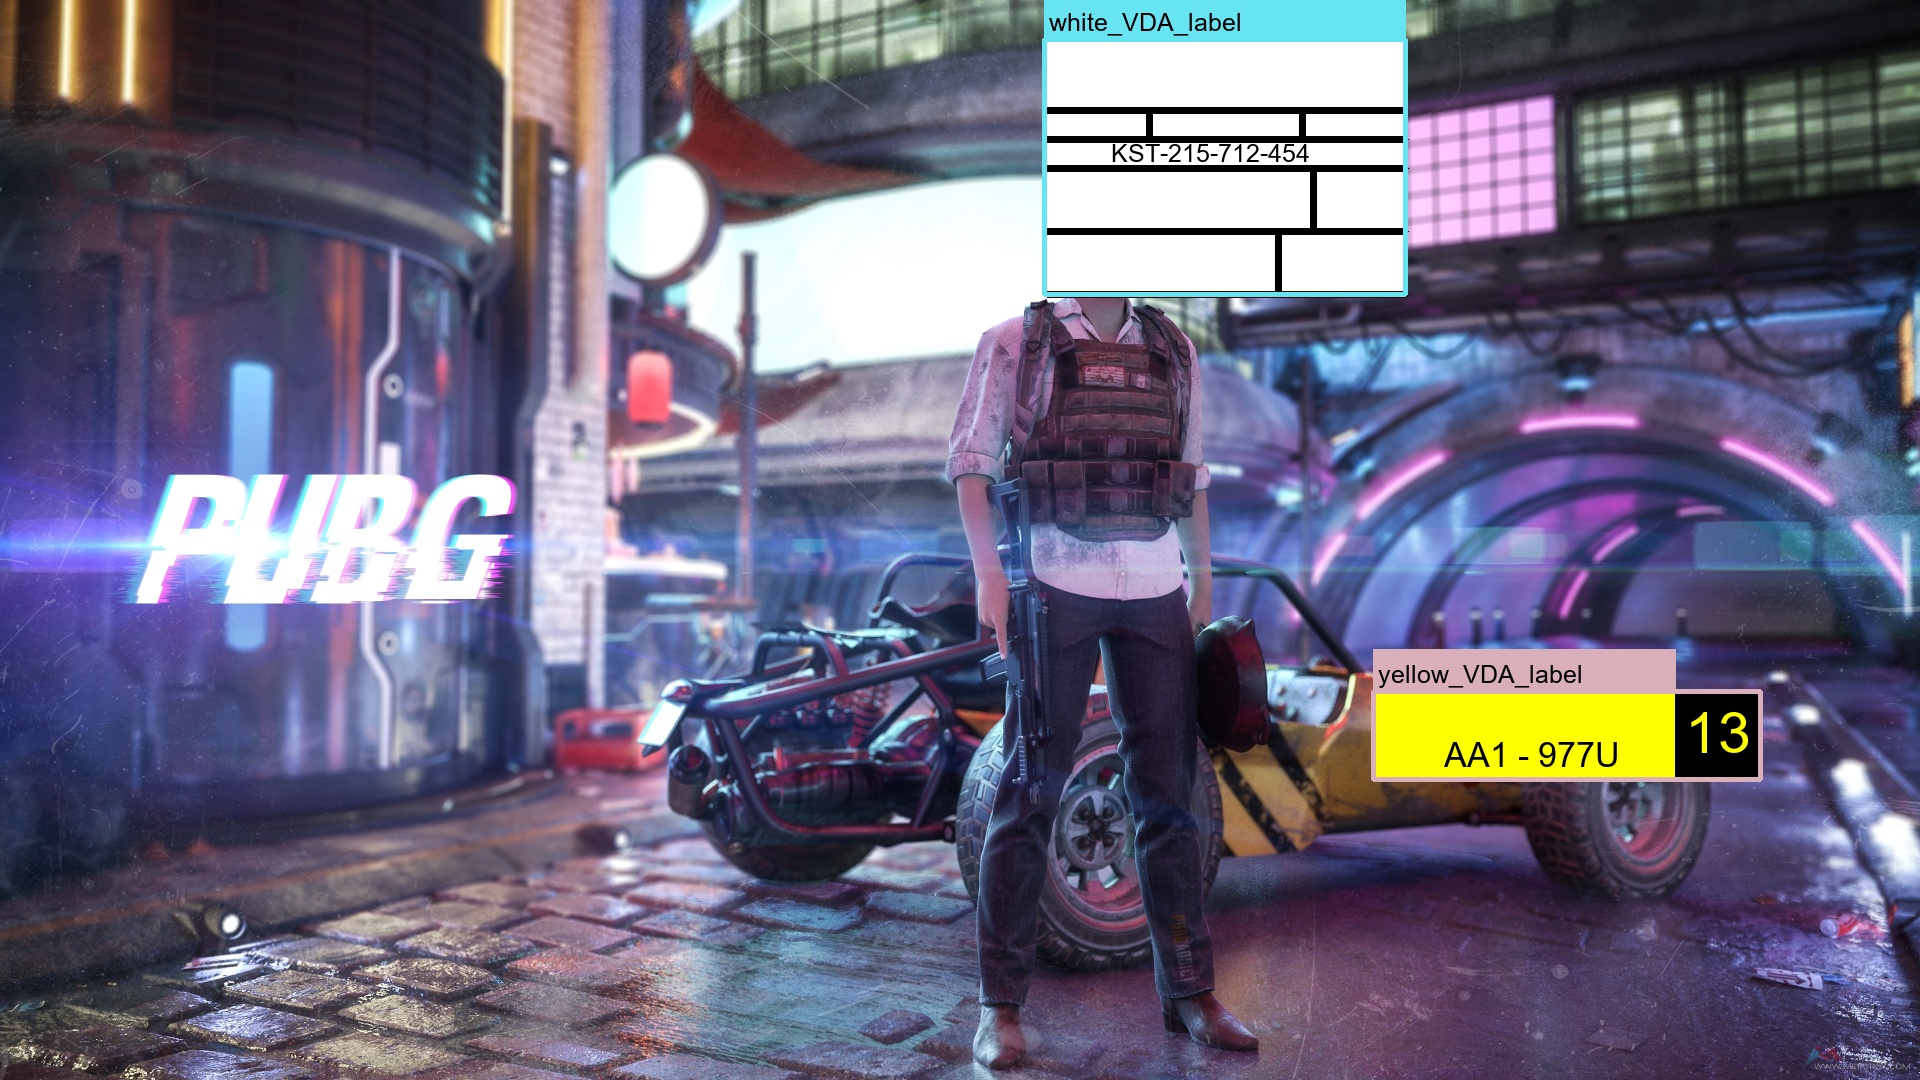 white_VDA_label
KST-215-712-454
PUBG
yellow_VDA_label
AA1 - 977U
13